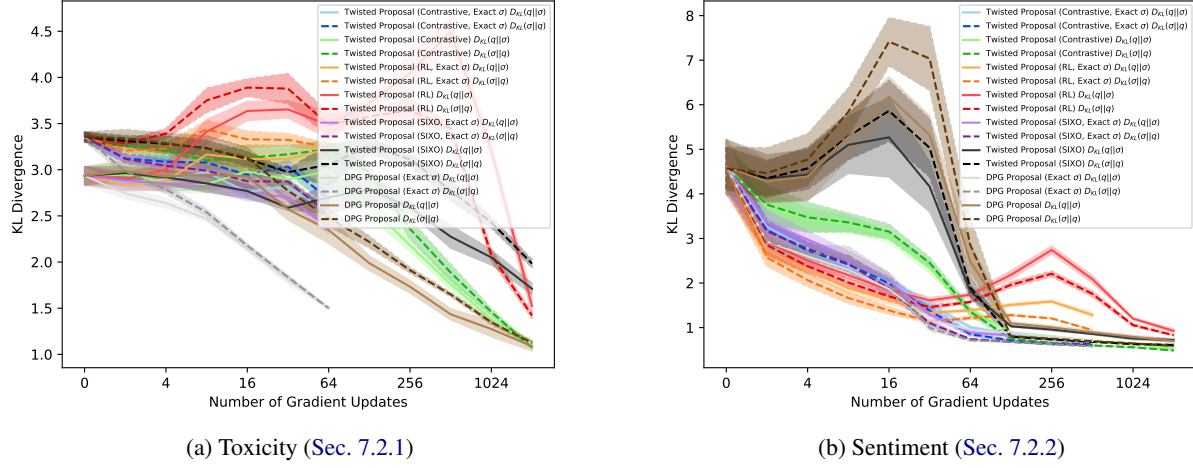 4.5
4.0
3.5
3.0
2.5
2.0
1.5
1.0
KL Divergence
0
4
16
64
256
1024
Number of Gradient Updates
Twisted Proposal (Contrastive, Exact σ) D_KL(q||σ)
Twisted Proposal (Contrastive, Exact σ) D_KL(σ||q)
Twisted Proposal (Contrastive) D_KL(q||σ)
Twisted Proposal (Contrastive) D_KL(σ||q)
Twisted Proposal (RL, Exact σ) D_KL(q||σ)
Twisted Proposal (RL, Exact σ) D_KL(σ||q)
Twisted Proposal (RL) D_KL(q||σ)
Twisted Proposal (RL) D_KL(σ||q)
Twisted Proposal (SIXO, Exact σ) D_KL(q||σ)
Twisted Proposal (SIXO, Exact σ) D_KL(σ||q)
Twisted Proposal (SIXO) D_KL(q||σ)
Twisted Proposal (SIXO) D_KL(σ||q)
DPG Proposal (Exact σ) D_KL(q||σ)
DPG Proposal (Exact σ) D_KL(σ||q)
DPG Proposal D_KL(q||σ)
DPG Proposal D_KL(σ||q)
(a) Toxicity (Sec. 7.2.1)
8
7
6
5
4
3
2
1
KL Divergence
0
4
16
64
256
1024
Number of Gradient Updates
Twisted Proposal (Contrastive, Exact σ) D_KL(q||σ)
Twisted Proposal (Contrastive, Exact σ) D_KL(σ||q)
Twisted Proposal (Contrastive) D_KL(q||σ)
Twisted Proposal (Contrastive) D_KL(σ||q)
Twisted Proposal (RL, Exact σ) D_KL(q||σ)
Twisted Proposal (RL, Exact σ) D_KL(σ||q)
Twisted Proposal (RL) D_KL(q||σ)
Twisted Proposal (RL) D_KL(σ||q)
Twisted Proposal (SIXO, Exact σ) D_KL(q||σ)
Twisted Proposal (SIXO, Exact σ) D_KL(σ||q)
Twisted Proposal (SIXO) D_KL(q||σ)
Twisted Proposal (SIXO) D_KL(σ||q)
DPG Proposal (Exact σ) D_KL(q||σ)
DPG Proposal (Exact σ) D_KL(σ||q)
DPG Proposal D_KL(q||σ)
DPG Proposal D_KL(σ||q)
(b) Sentiment (Sec. 7.2.2)